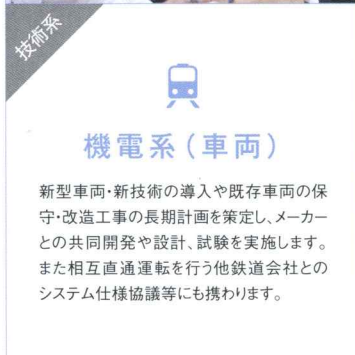 技術系
機電系(車両)
新型車両・新技術の導入や既存車両の保
守・改造工事の長期計画を策定し、メーカー
との共同開発や設計、試験を実施します。
また相互直通運転を行う他鉄道会社との
システム仕様協議等にも携わります。